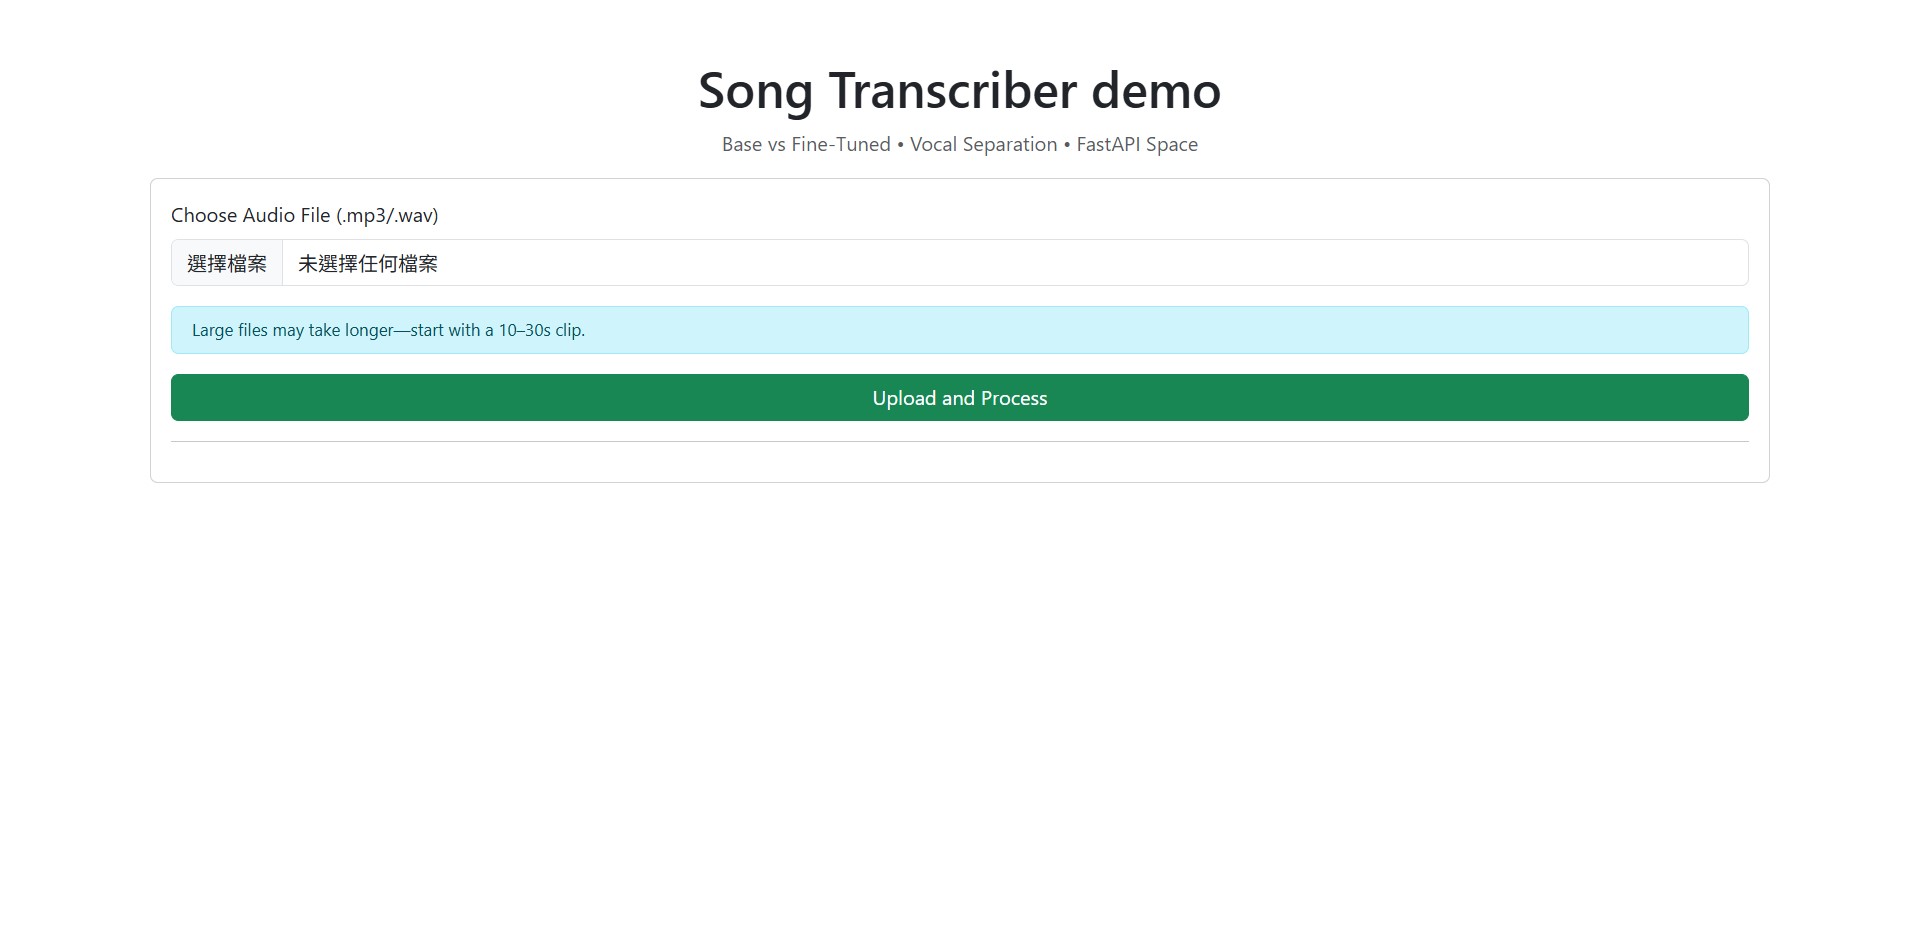 Song Transcriber demo
Base vs Fine-Tuned • Vocal Separation • FastAPI Space
Choose Audio File (.mp3/.wav)
選擇檔案 未選擇任何檔案
Large files may take longer—start with a 10–30s clip.
Upload and Process